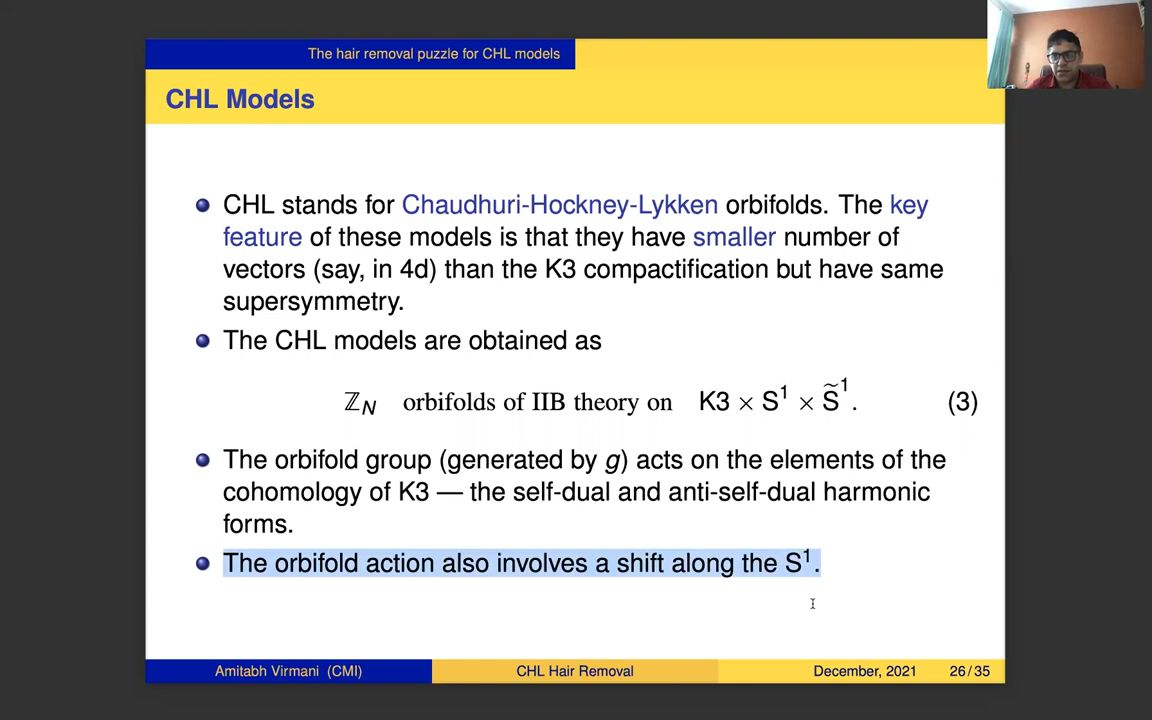 The hair removal puzzle for CHL models
CHL Models
CHL stands for Chaudhuri-Hockney-Lykken orbifolds. The key
feature of these models is that they have smaller number of
vectors (say, in 4d) than the K3 compactification but have same
supersymmetry.
The CHL models are obtained as
ℤ_N orbifolds of IIB theory on K3 × S¹ × S̃¹. (3)
The orbifold group (generated by g) acts on the elements of the
cohomology of K3 — the self-dual and anti-self-dual harmonic
forms.
The orbifold action also involves a shift along the S¹.
Amitabh Virmani (CMI) CHL Hair Removal December, 2021 26/35